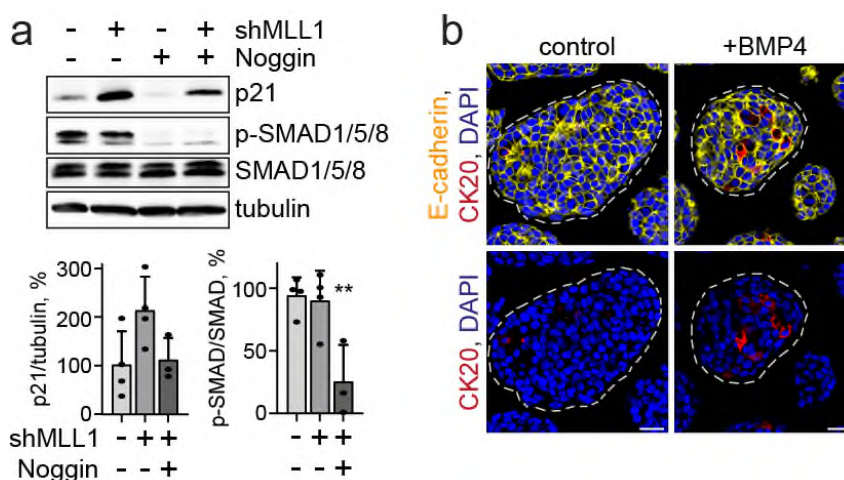 a
- + - + shMLL1
- - + + Noggin
p21
p-SMAD1/5/8
SMAD1/5/8
tubulin
p21/tubulin, %
300
200
100
0
p-SMAD/SMAD, %
100
50
0
**
shMLL1 - + + - + +
Noggin - - + - - +
b
control +BMP4
E-cadherin,
CK20, DAPI
CK20, DAPI